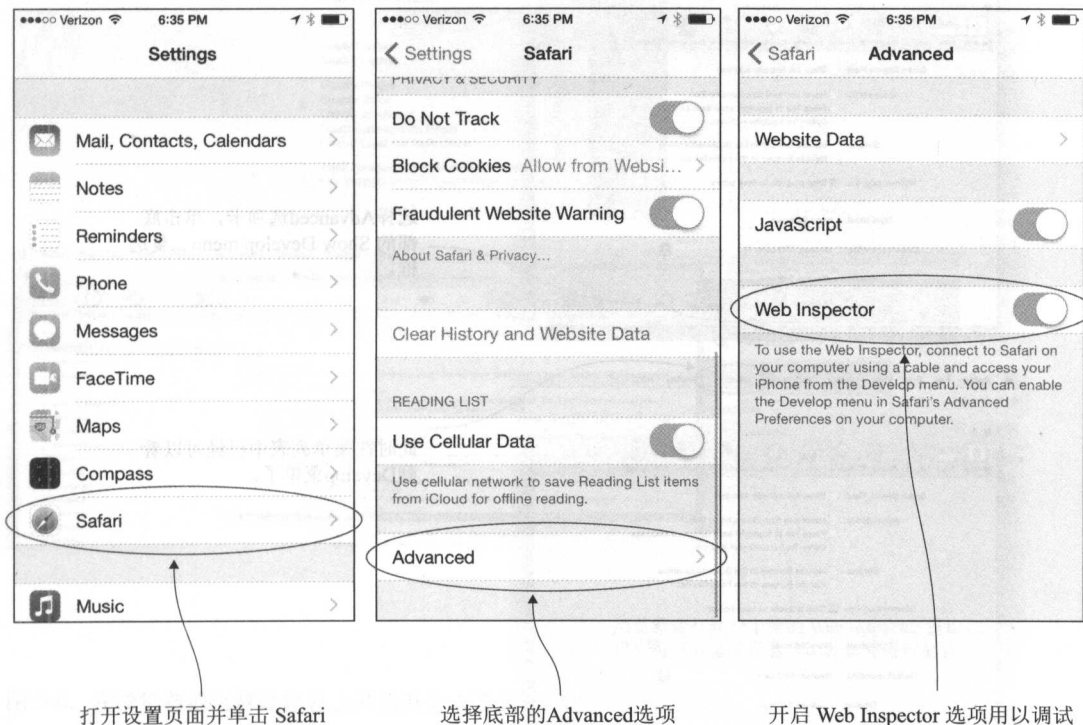 Verizon 6:35 PM
Settings
Mail, Contacts, Calendars
Notes
Reminders
Phone
Messages
FaceTime
Maps
Compass
Safari
Music
打开设置页面并单击 Safari
Verizon 6:35 PM
Settings Safari
PRIVACY & SECURITY
Do Not Track
Block Cookies Allow from Websi...
Fraudulent Website Warning
About Safari & Privacy...
Clear History and Website Data
READING LIST
Use Cellular Data
Use cellular network to save Reading List items
from iCloud for offline reading.
Advanced
选择底部的Advanced选项
Verizon 6:35 PM
Safari Advanced
Website Data
JavaScript
Web Inspector
To use the Web Inspector, connect to Safari on
your computer using a cable and access your
iPhone from the Develop menu. You can enable
the Develop menu in Safari's Advanced
Preferences on your computer.
开启 Web Inspector 选项用以调试